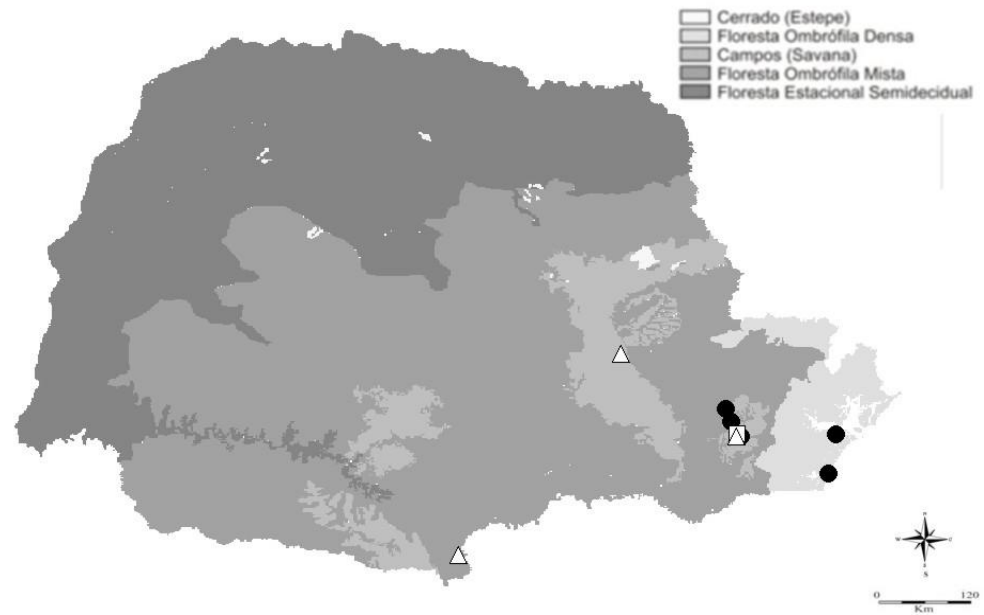 Cerrado (Estepe)
Floresta Ombrófila Densa
Campos (Savana)
Floresta Ombrófila Mista
Floresta Estacional Semidecidual
N
W
E
S
0 120
Km